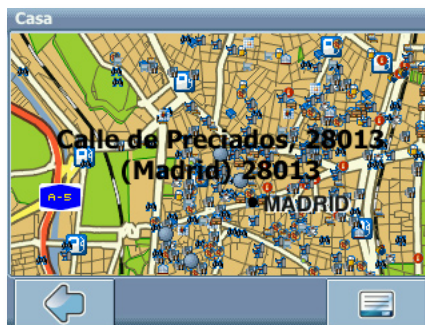 Casa
Calle de Preciados, 28013
(Madrid) 28013
A-5
MADRID